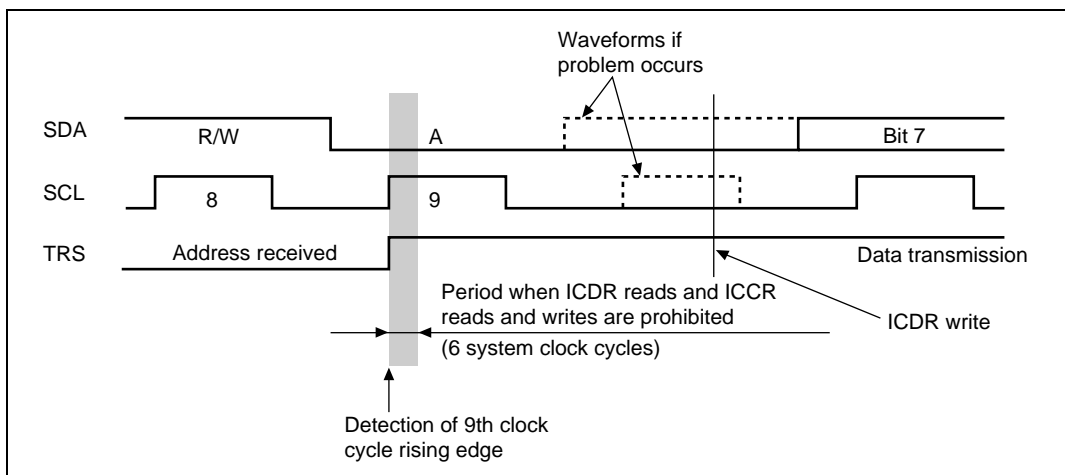 Waveforms if
problem occurs
SDA
R/W
A
Bit 7
SCL
8
9
TRS
Address received
Data transmission
Period when ICDR reads and ICCR
reads and writes are prohibited
(6 system clock cycles)
ICDR write
Detection of 9th clock
cycle rising edge